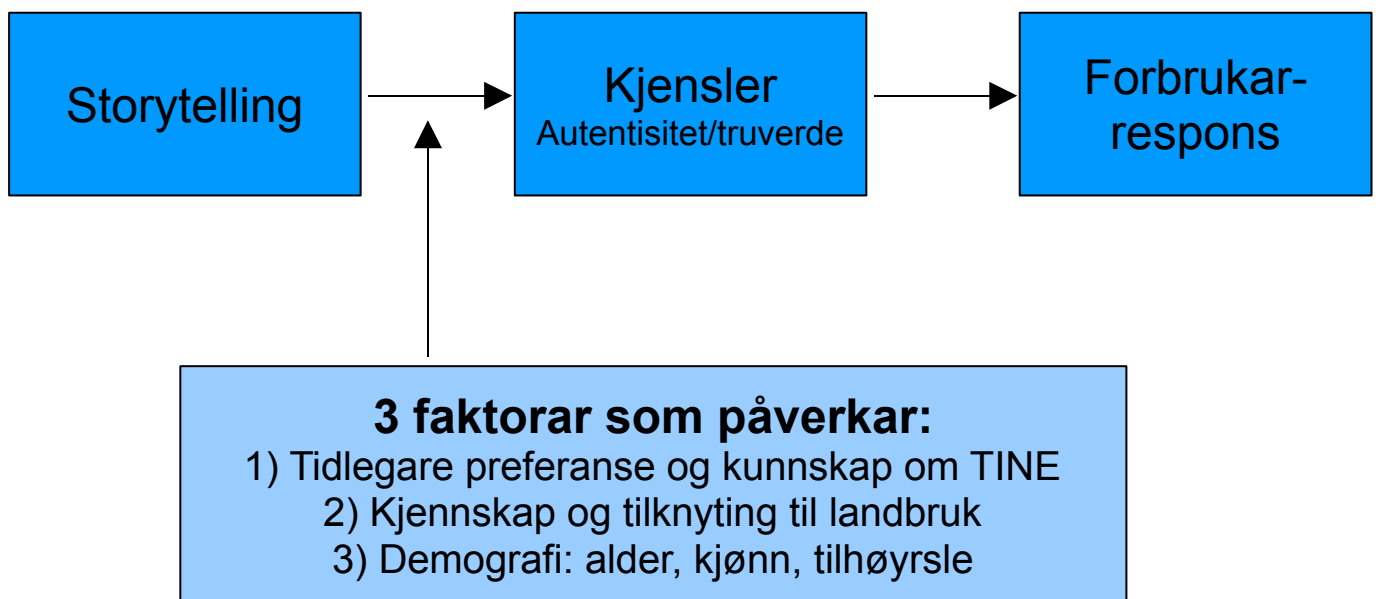 Storytelling
Kjensler
Autentisitet/truverde
Forbrukar-
respons
3 faktorar som påverkar:
1) Tidlegare preferanse og kunnskap om TINE
2) Kjennskap og tilknyting til landbruk
3) Demografi: alder, kjønn, tilhøyrsle